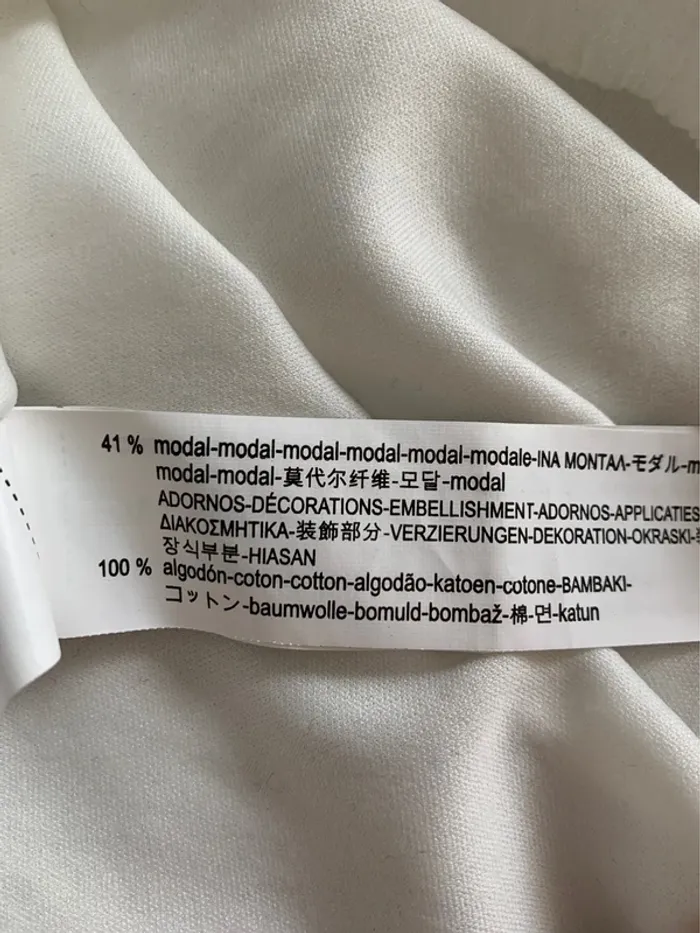 41 % modal-modal-modal-modal-modal-modale-INA MONTAΛ-モダル-m
modal-modal-莫代尔纤维-모달-modal
ADORNOS-DÉCORATIONS-EMBELLISHMENT-ADORNOS-APPLICATIES
ΔΙΑΚΟΣΜΗΤΙΚΑ-装飾部分-VERZIERUNGEN-DEKORATION-OKRASKI-
장식부분-HIASAN
100 % algodón-coton-cotton-algodão-katoen-cotone-BAMBAKI-
コットン-baumwolle-bomuld-bombaž-棉-면-katun